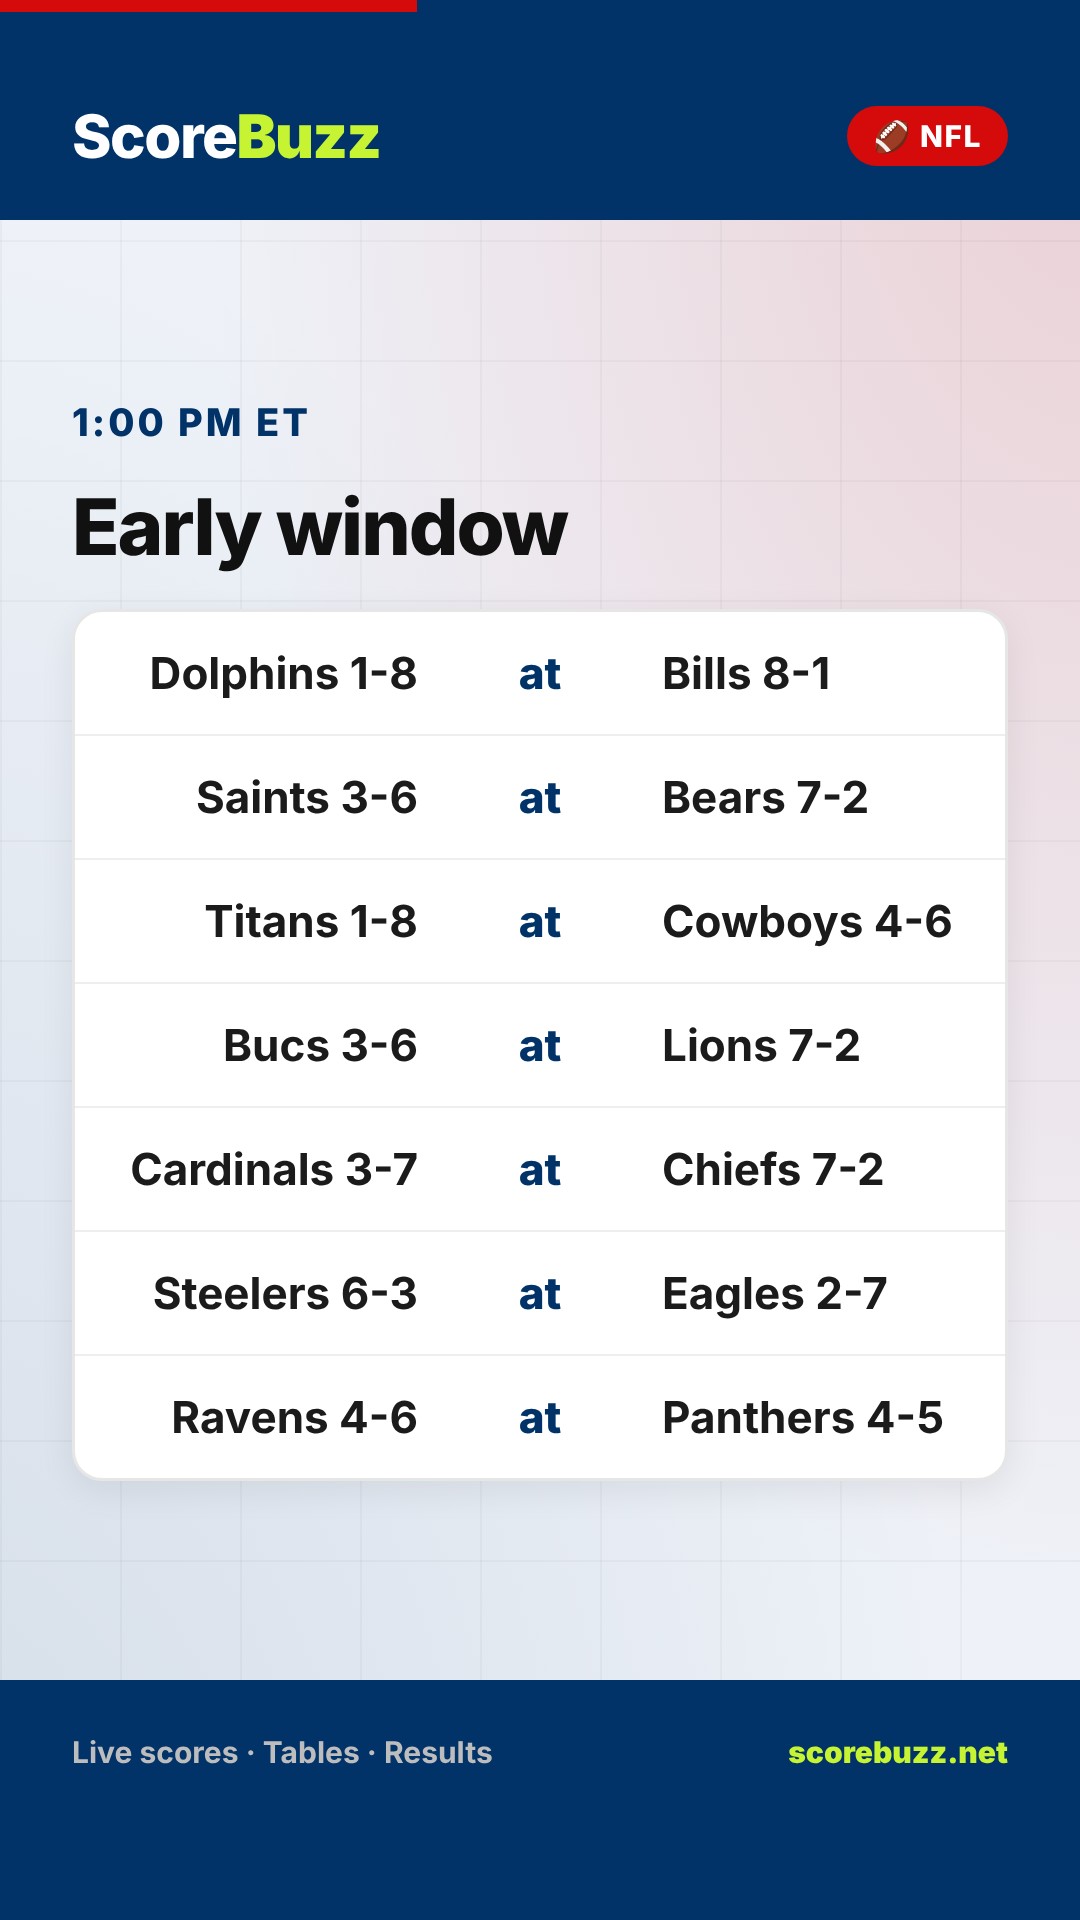 ScoreBuzz
🏈 NFL
1:00 PM ET
Early window
Dolphins 1-8 at Bills 8-1
Saints 3-6 at Bears 7-2
Titans 1-8 at Cowboys 4-6
Bucs 3-6 at Lions 7-2
Cardinals 3-7 at Chiefs 7-2
Steelers 6-3 at Eagles 2-7
Ravens 4-6 at Panthers 4-5
Live scores · Tables · Results
scorebuzz.net